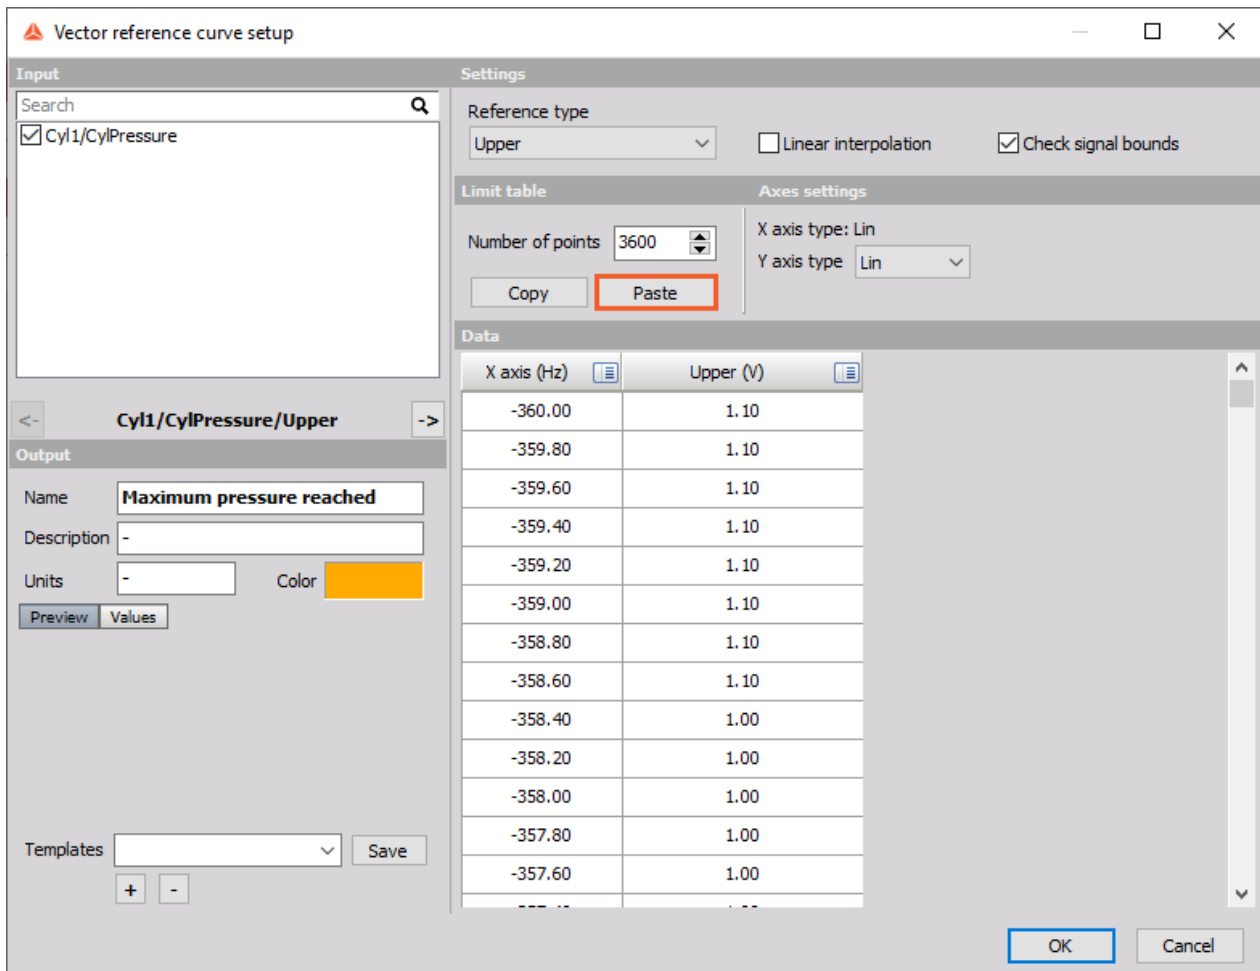 Vector reference curve setup
Input
Search
Cyl1/CylPressure
<- Cyl1/CylPressure/Upper ->
Output
Name Maximum pressure reached
Description -
Units - Color
Preview Values
Templates Save
+ -
Settings
Reference type
Upper Linear interpolation Check signal bounds
Limit table Axes settings
Number of points 3600
X axis type: Lin
Y axis type Lin
Copy Paste
Data
X axis (Hz) Upper (V)
-360.00 1.10
-359.80 1.10
-359.60 1.10
-359.40 1.10
-359.20 1.10
-359.00 1.10
-358.80 1.10
-358.60 1.10
-358.40 1.00
-358.20 1.00
-358.00 1.00
-357.80 1.00
-357.60 1.00
OK Cancel